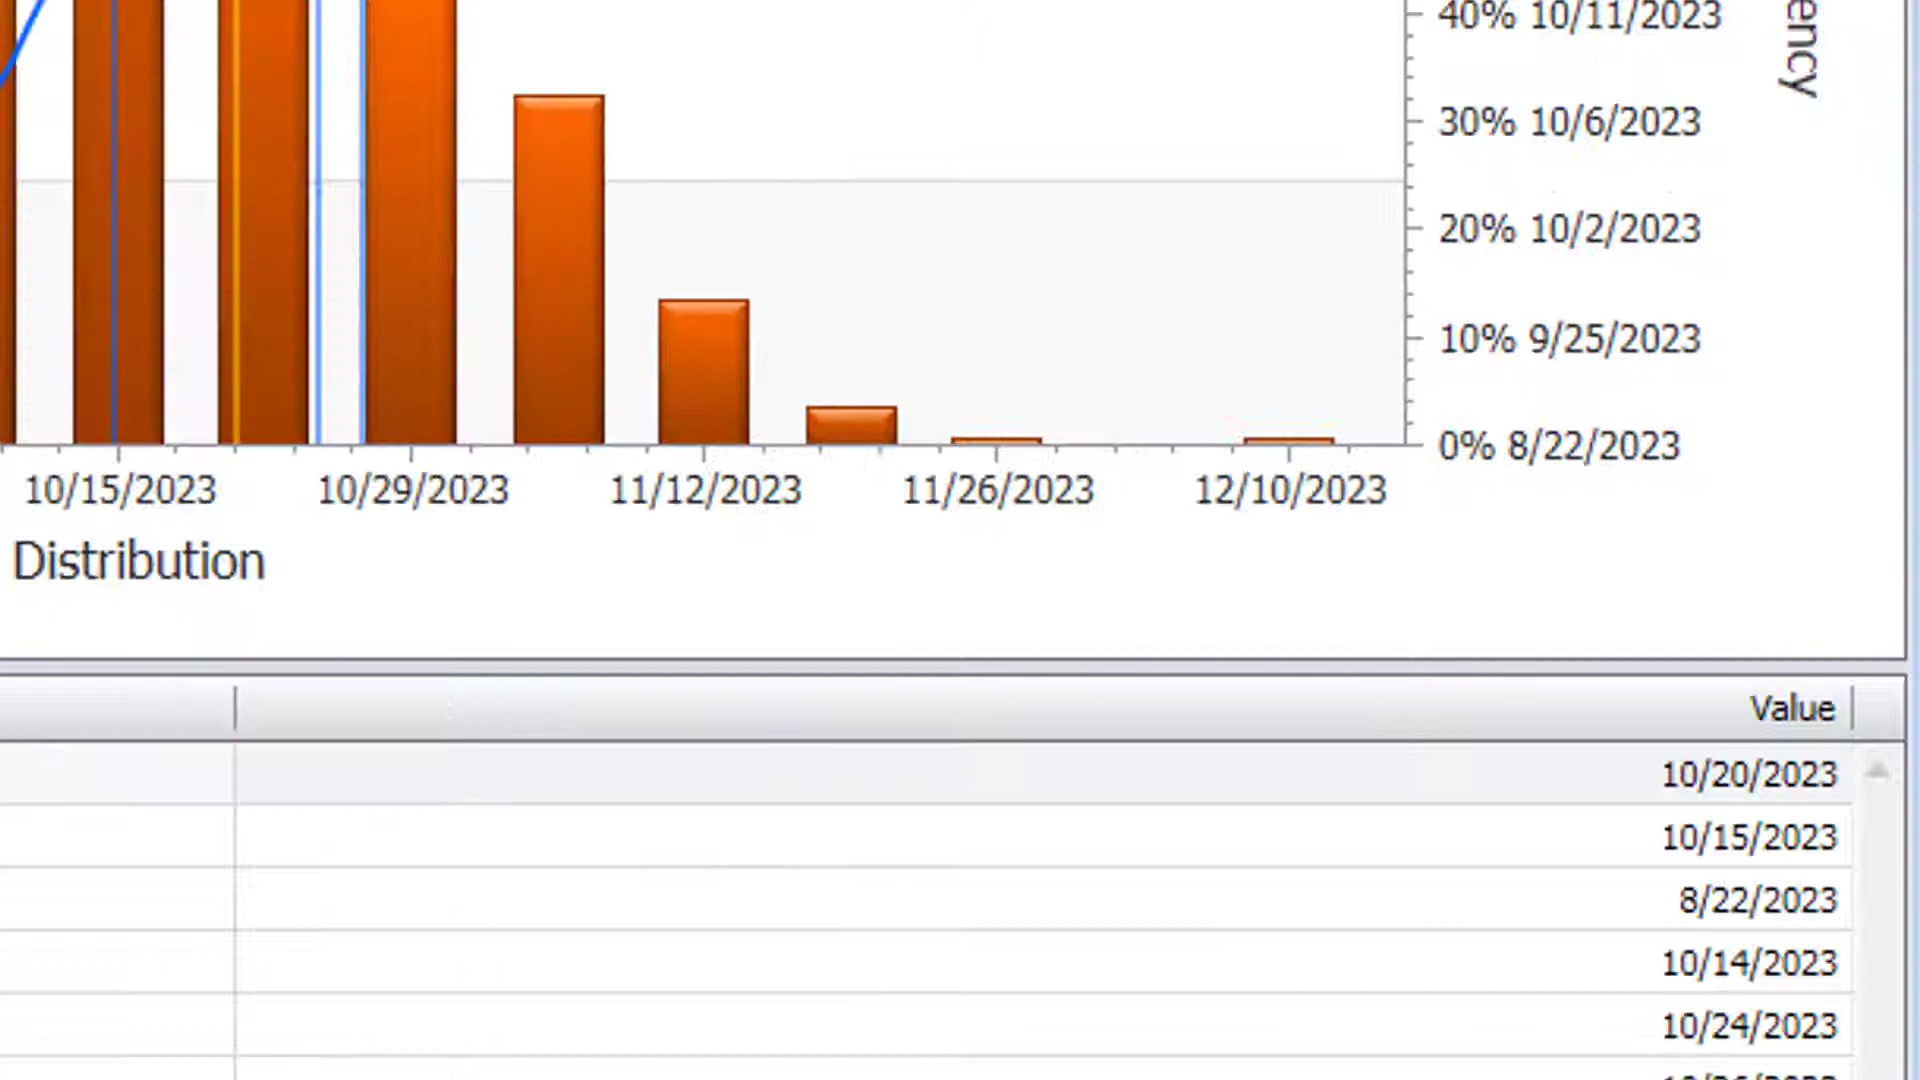 40% 10/11/2023
ency
30% 10/6/2023
20% 10/2/2023
10% 9/25/2023
0% 8/22/2023
10/15/2023 10/29/2023 11/12/2023 11/26/2023 12/10/2023
Distribution
Value
10/20/2023
10/15/2023
8/22/2023
10/14/2023
10/24/2023